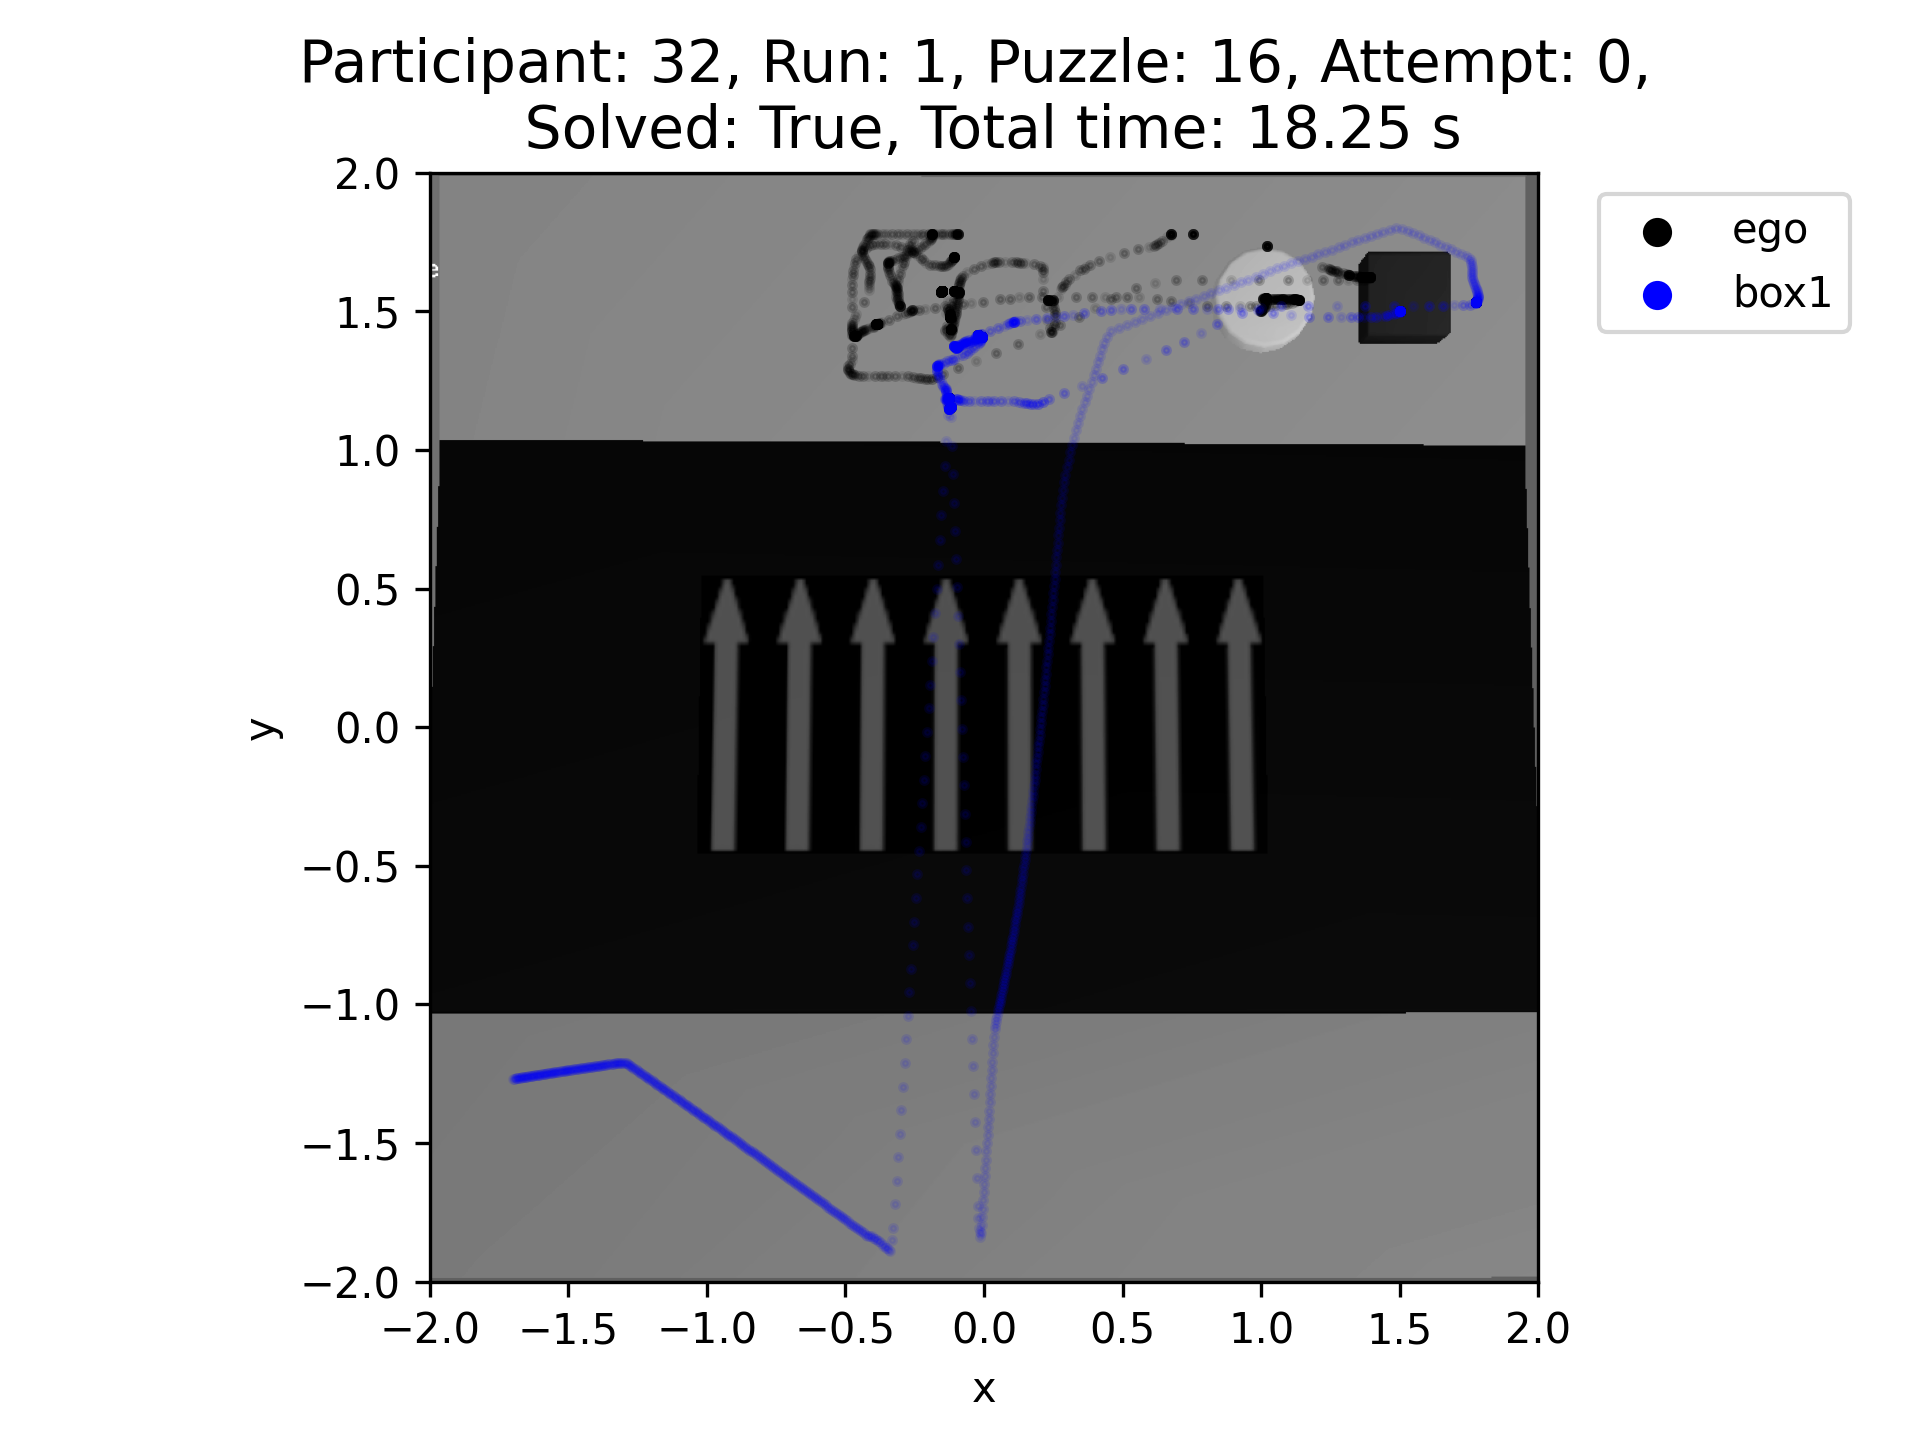 Participant: 32, Run: 1, Puzzle: 16, Attempt: 0,
Solved: True, Total time: 18.25 s
ego
box1
2.0
1.5
1.0
0.5
0.0
−0.5
−1.0
−1.5
−2.0
y
−2.0 −1.5 −1.0 −0.5 0.0 0.5 1.0 1.5 2.0
x